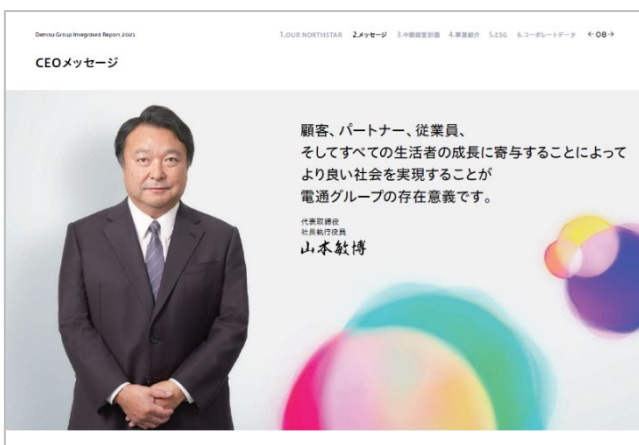 Dentsu Group Integrated Report 2021
1.OUR NORTHSTAR 2.メッセージ 3.中期経営計画 4.事業紹介 5.ESG 6.コーポレートデータ ←08→
CEOメッセージ
顧客、パートナー、従業員、
そしてすべての生活者の成長に寄与することによって
より良い社会を実現することが
電通グループの存在意義です。
代表取締役
社長執行役員
山本敏博